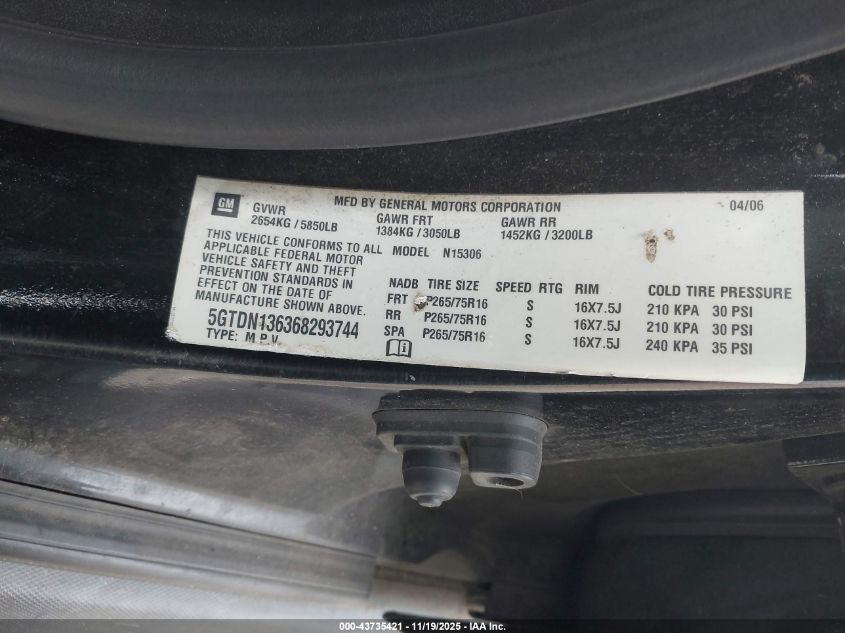 GM
MFD BY GENERAL MOTORS CORPORATION 04/06
GVWR GAWR FRT GAWR RR
2654KG / 5850LB 1384KG / 3050LB 1452KG / 3200LB
THIS VEHICLE CONFORMS TO ALL
APPLICABLE FEDERAL MOTOR
VEHICLE SAFETY AND THEFT
PREVENTION STANDARDS IN
EFFECT ON THE DATE OF
MANUFACTURE SHOWN ABOVE.
5GTDN136368293744
TYPE: M P V
MODEL N15306
NADB TIRE SIZE SPEED RTG RIM COLD TIRE PRESSURE
FRT P265/75R16 S 16X7.5J 210 KPA 30 PSI
RR P265/75R16 S 16X7.5J 210 KPA 30 PSI
SPA P265/75R16 S 16X7.5J 240 KPA 35 PSI
000-43735421 - 11/19/2025 - IAA Inc.